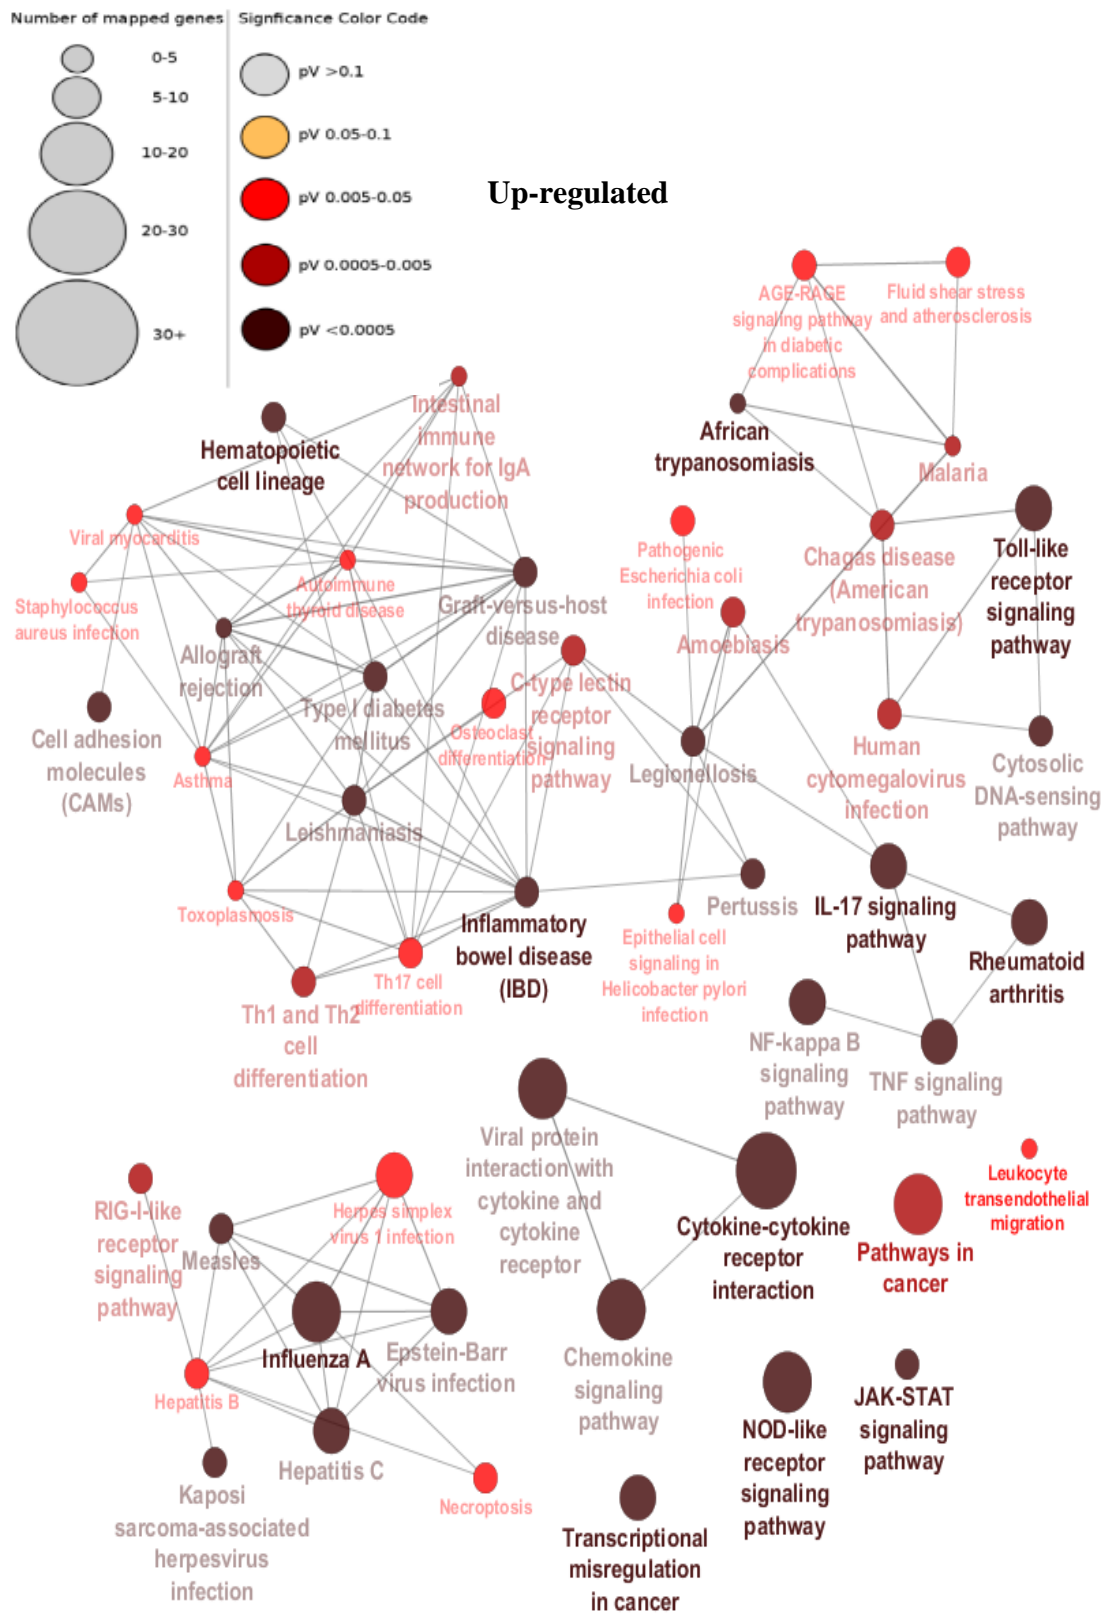 Number of mapped genes
Signficance Color Code
0-5
5-10
10-20
20-30
30+
pV >0.1
pV 0.05-0.1
pV 0.005-0.05
pV 0.0005-0.005
pV <0.0005
Up-regulated
AGE-RAGE
signaling pathway
in diabetic
complications
Fluid shear stress
and atherosclerosis
African
trypanosomiasis
Malaria
Intestinal
immune
network for IgA
production
Hematopoietic
cell lineage
Viral myocarditis
Staphylococcus
aureus infection
Autoimmune
thyroid disease
Graft-versus-host
disease
Allograft
rejection
Type I diabetes
mellitus
Cell adhesion
molecules
(CAMs)
Asthma
Osteoclast
differentiation
C-type lectin
receptor
signaling
pathway
Leishmaniasis
Toxoplasmosis
Th1 and Th2
cell
differentiation
Th17 cell
differentiation
Inflammatory
bowel disease
(IBD)
Pathogenic
Escherichia coli
infection
Amoebiasis
Chagas disease
(American
trypanosomiasis)
Toll-like
receptor
signaling
pathway
Legionellosis
Human
cytomegalovirus
infection
Cytosolic
DNA-sensing
pathway
Pertussis
Epithelial cell
signaling in
Helicobacter pylori
infection
IL-17 signaling
pathway
Rheumatoid
arthritis
NF-kappa B
signaling
pathway
TNF signaling
pathway
Viral protein
interaction with
cytokine and
cytokine
receptor
Cytokine-cytokine
receptor
interaction
Chemokine
signaling
pathway
Leukocyte
transendothelial
migration
Pathways in
cancer
RIG-I-like
receptor
signaling
pathway
Measles
Herpes simplex
virus 1 infection
Influenza A
Epstein-Barr
virus infection
Hepatitis B
Hepatitis C
Kaposi
sarcoma-associated
herpesvirus
infection
Necroptosis
NOD-like
receptor
signaling
pathway
JAK-STAT
signaling
pathway
Transcriptional
misregulation
in cancer